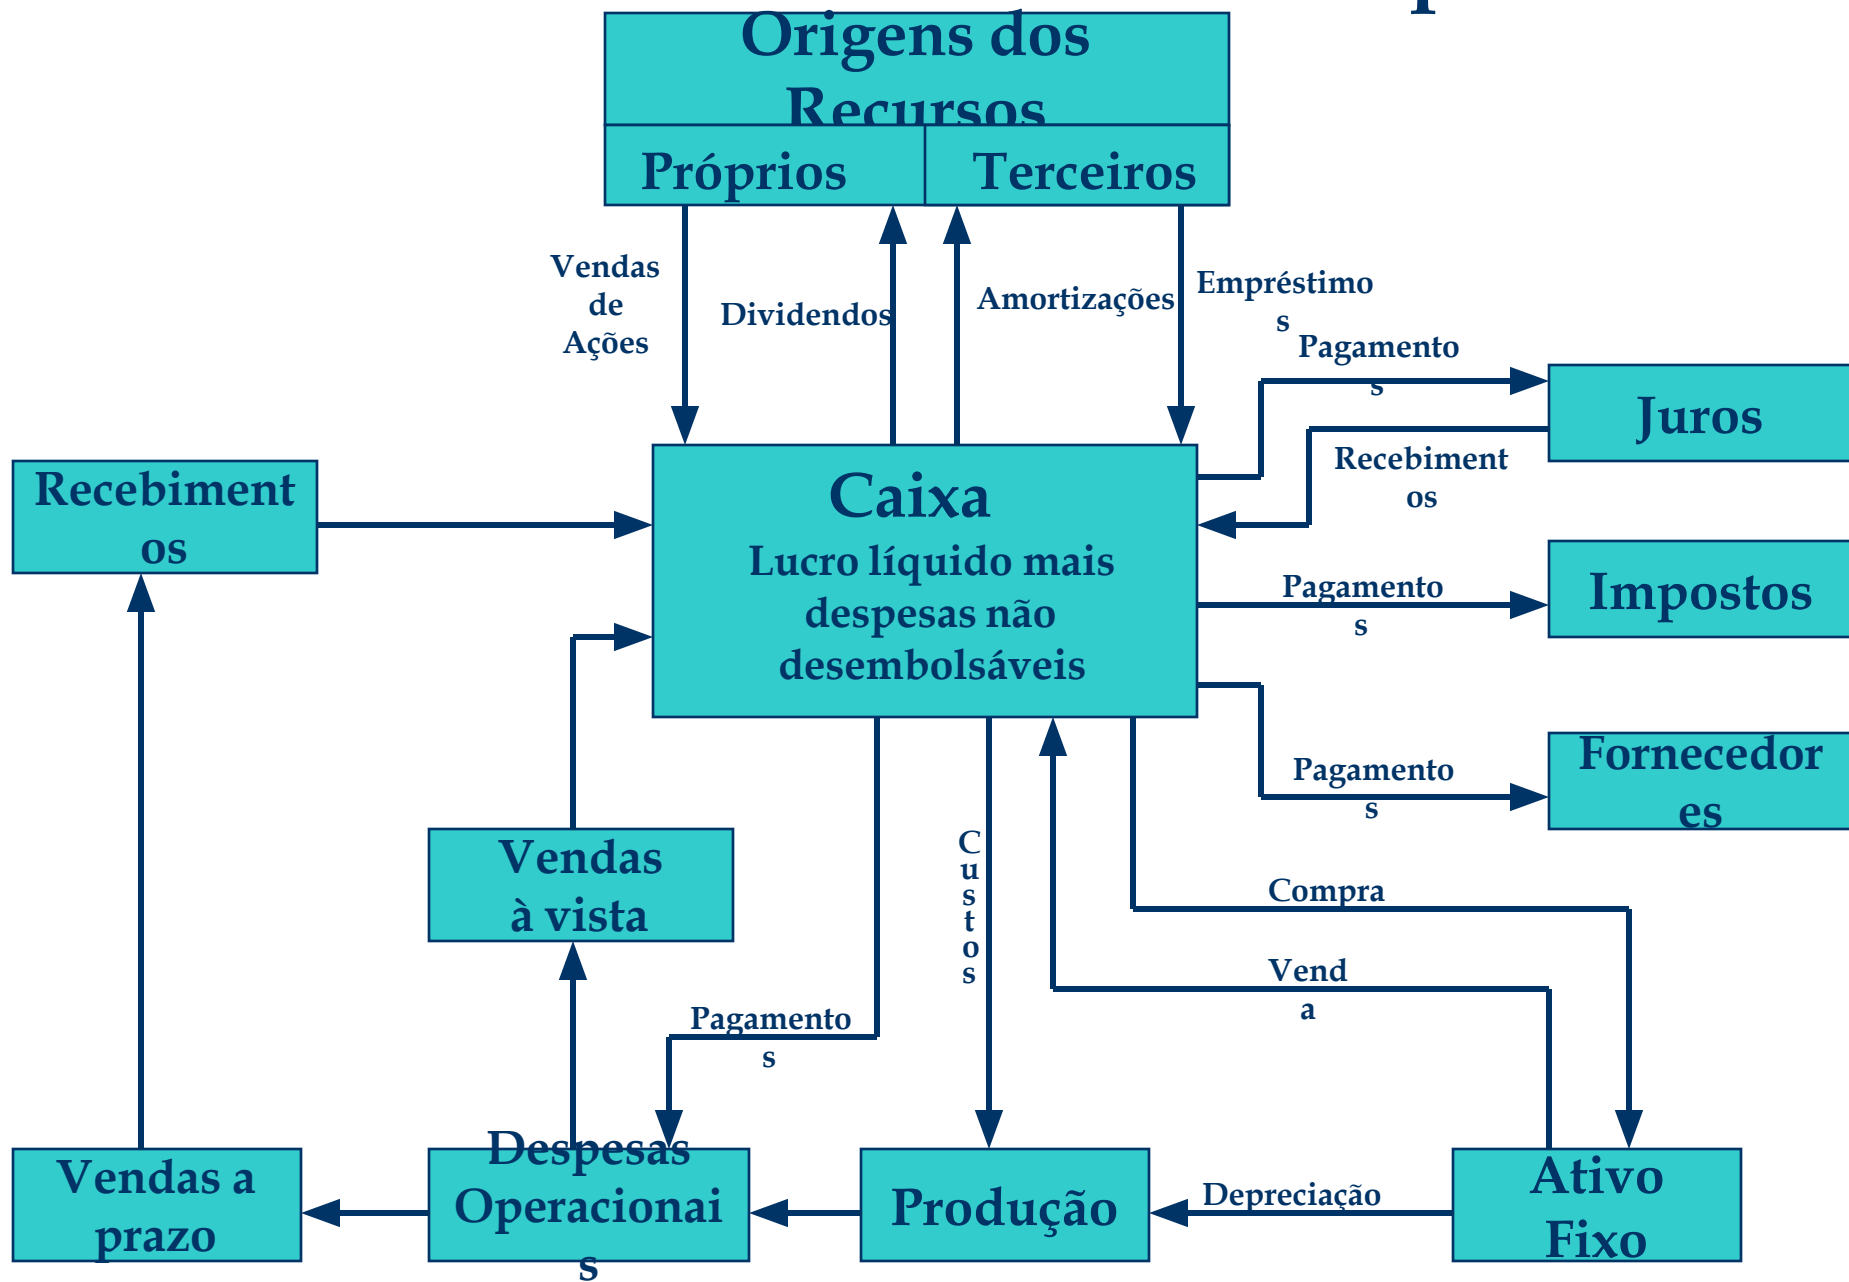 Origens dos
Recursos
Próprios
Terceiros
Vendas
de
Ações
Dividendos
Amortizações
Empréstimo
s
Pagamento
s
Juros
Recebiment
os
Recebiment
os
Caixa
Lucro líquido mais
despesas não
desembolsáveis
Pagamento
s
Impostos
Pagamento
s
Fornecedor
es
Vendas
à vista
C
u
s
t
o
s
Compra
Vend
a
Pagamento
s
Vendas a
prazo
Despesas
Operacionai
s
Produção
Depreciação
Ativo
Fixo